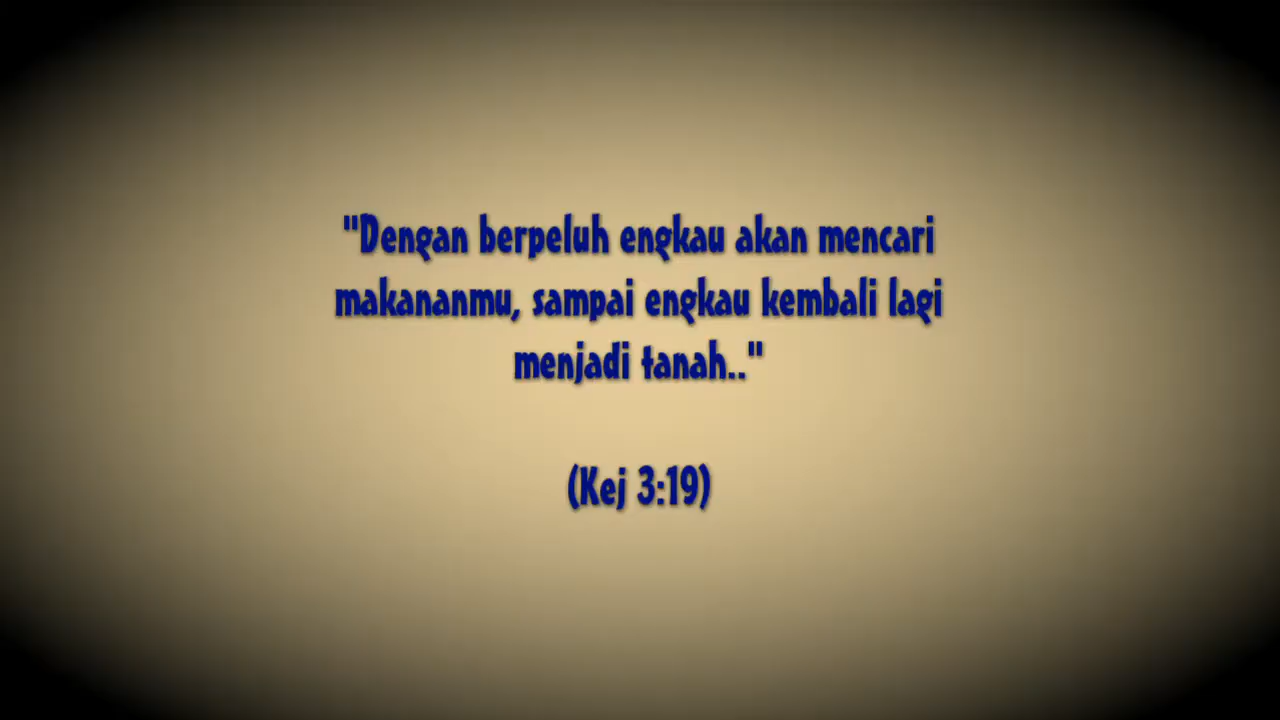 "Dengan berpeluh engkau akan mencari
makananmu, sampai engkau kembali lagi
menjadi tanah.."
(Kej 3:19)